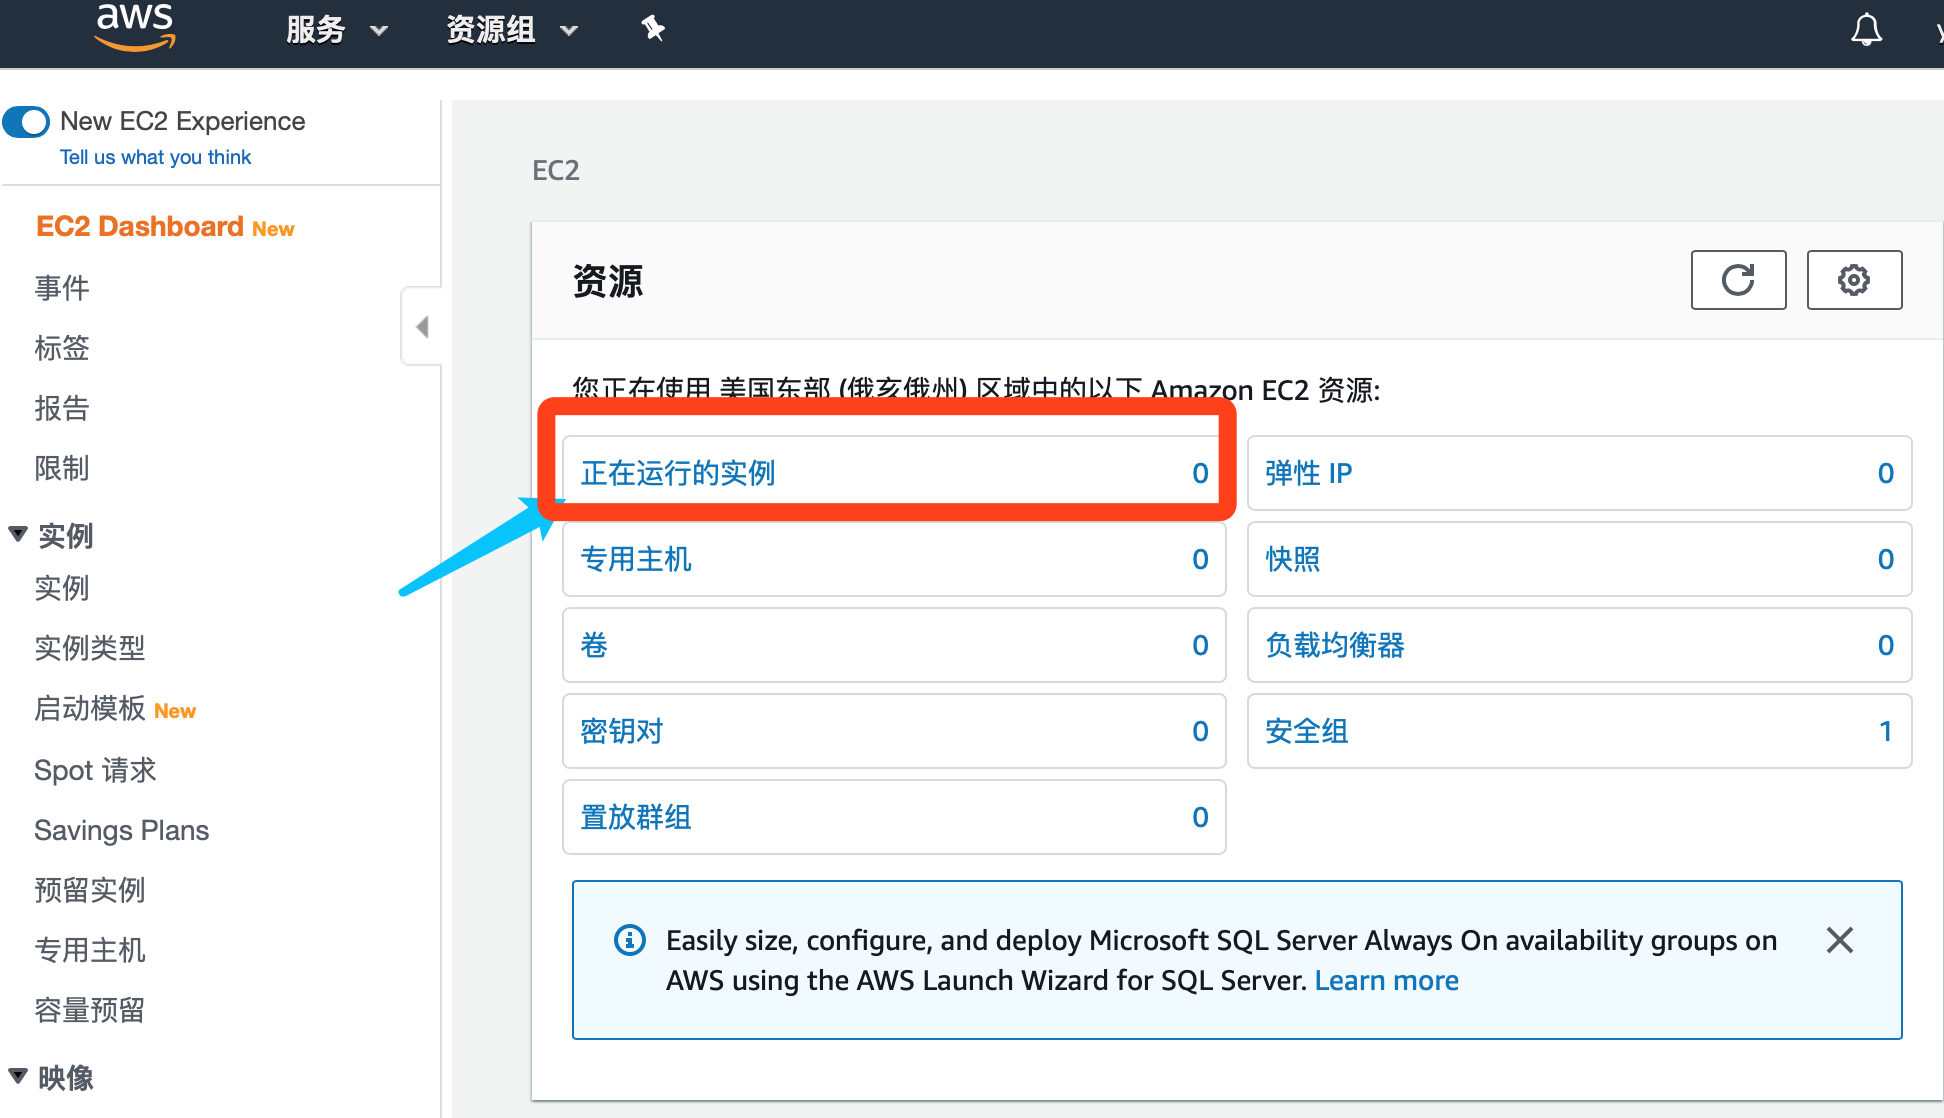 aws 服务 资源组
New EC2 Experience
Tell us what you think
EC2 Dashboard New
事件
标签
报告
限制
实例
实例
实例类型
启动模板 New
Spot 请求
Savings Plans
预留实例
专用主机
容量预留
映像
EC2
资源
您正在使用 美国东部 (俄亥俄州) 区域中的以下 Amazon EC2 资源:
正在运行的实例 0
弹性 IP 0
专用主机 0
快照 0
卷 0
负载均衡器 0
密钥对 0
安全组 1
置放群组 0
Easily size, configure, and deploy Microsoft SQL Server Always On availability groups on
AWS using the AWS Launch Wizard for SQL Server. Learn more